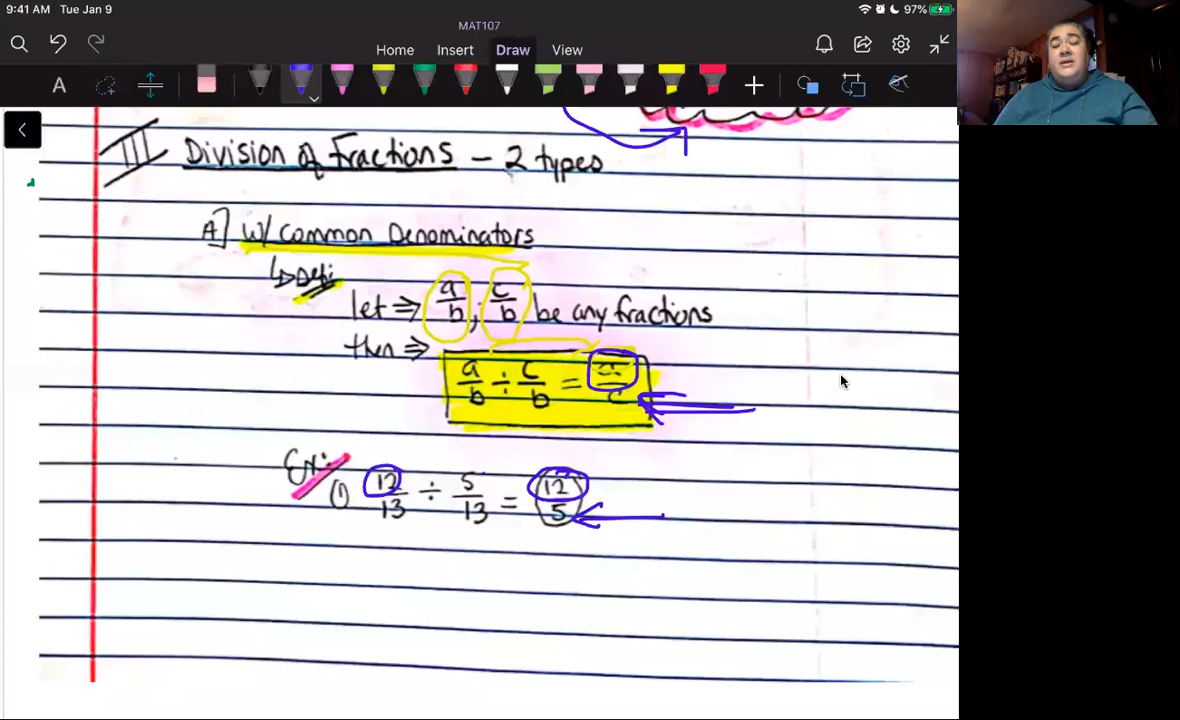 9:41 AM Tue Jan 9
97%
MAT107
Home Insert Draw View
A
III Division of Fractions - 2 types
A] w/ Common Denominators
↳ Def:
let ⇒ a/b ; c/b be any fractions
then ⇒
a/b ÷ c/b = a/c
Ex:
① 12/13 ÷ 5/13 = 12/5